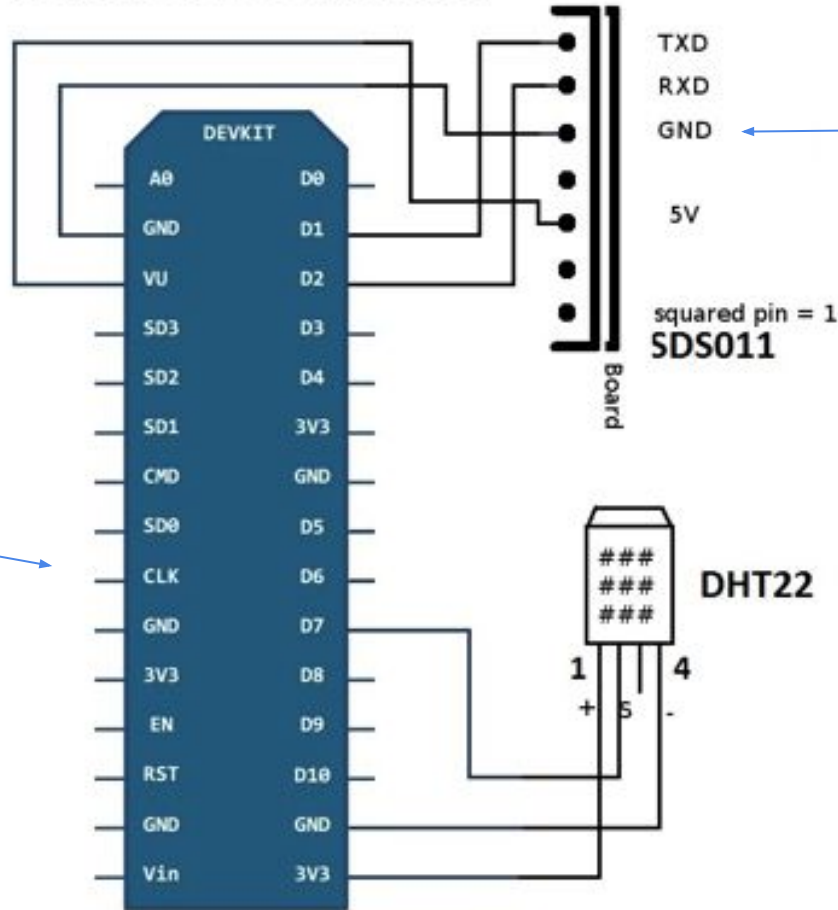 DEVKIT
A0 D0
GND D1
VU D2
SD3 D3
SD2 D4
SD1 3V3
CMD GND
SD0 D5
CLK D6
GND D7
3V3 D8
EN D9
RST D10
GND GND
Vin 3V3
TXD
RXD
GND
5V
squared pin = 1
SDS011
Board
###
###
###
DHT22
1 4
+ S -